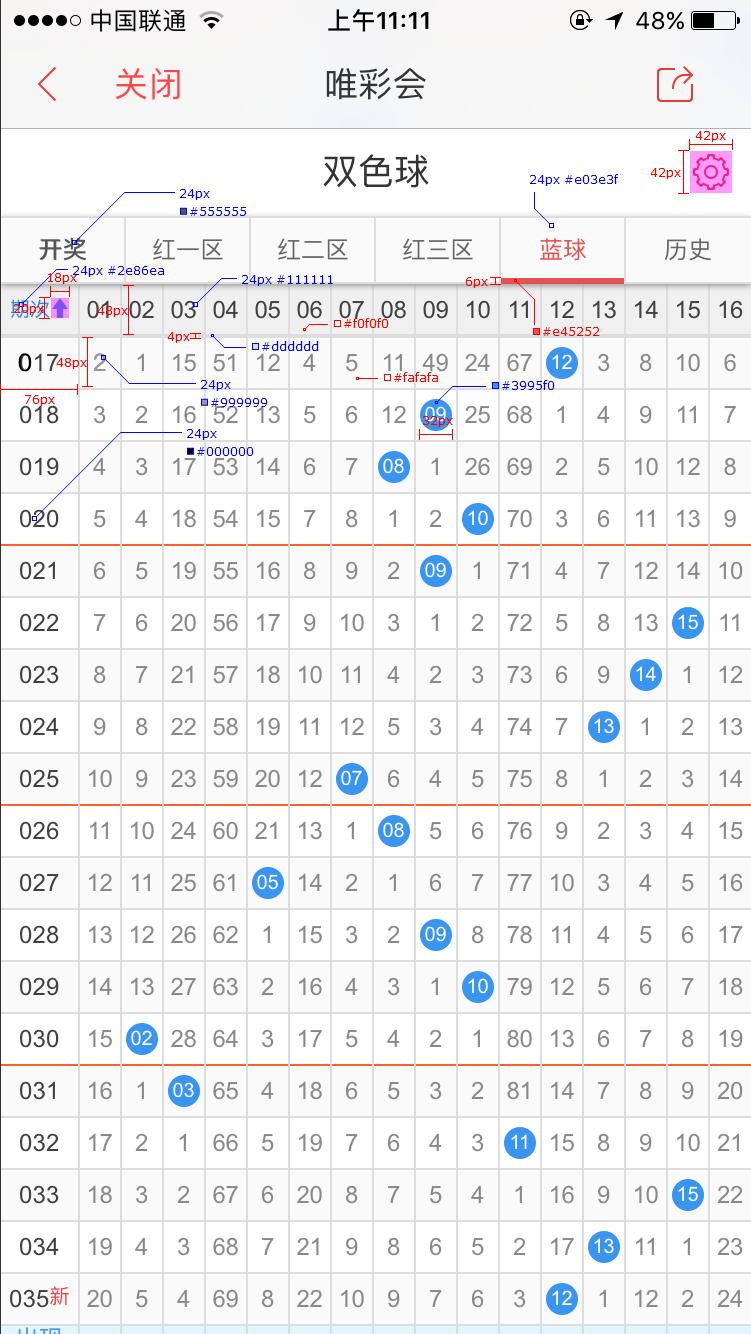 中国联通 上午11:11 48%
关闭 唯彩会
42px
双色球
42px
24px #e03e3f
24px
#555555
开奖 红一区 红二区 红三区 蓝球 历史
24px #2e86ea
18px
24px #111111
6px
期次 20px 01 02 03 04 05 06 07 08 09 10 11 12 13 14 15 16
48px
#f0f0f0
#e45252
4px
#dddddd
017 2 1 15 51 12 4 5 11 49 24 67 12 3 8 10 6
48px
#fafafa
24px
#3995f0
76px
#999999
018 3 2 16 52 13 5 6 12 09 25 68 1 4 9 11 7
32px
24px
#000000
019 4 3 17 53 14 6 7 08 1 26 69 2 5 10 12 8
020 5 4 18 54 15 7 8 1 2 10 70 3 6 11 13 9
021 6 5 19 55 16 8 9 2 09 1 71 4 7 12 14 10
022 7 6 20 56 17 9 10 3 1 2 72 5 8 13 15 11
023 8 7 21 57 18 10 11 4 2 3 73 6 9 14 1 12
024 9 8 22 58 19 11 12 5 3 4 74 7 13 1 2 13
025 10 9 23 59 20 12 07 6 4 5 75 8 1 2 3 14
026 11 10 24 60 21 13 1 08 5 6 76 9 2 3 4 15
027 12 11 25 61 05 14 2 1 6 7 77 10 3 4 5 16
028 13 12 26 62 1 15 3 2 09 8 78 11 4 5 6 17
029 14 13 27 63 2 16 4 3 1 10 79 12 5 6 7 18
030 15 02 28 64 3 17 5 4 2 1 80 13 6 7 8 19
031 16 1 03 65 4 18 6 5 3 2 81 14 7 8 9 20
032 17 2 1 66 5 19 7 6 4 3 11 15 8 9 10 21
033 18 3 2 67 6 20 8 7 5 4 1 16 9 10 15 22
034 19 4 3 68 7 21 9 8 6 5 2 17 13 11 1 23
035新 20 5 4 69 8 22 10 9 7 6 3 12 1 12 2 24